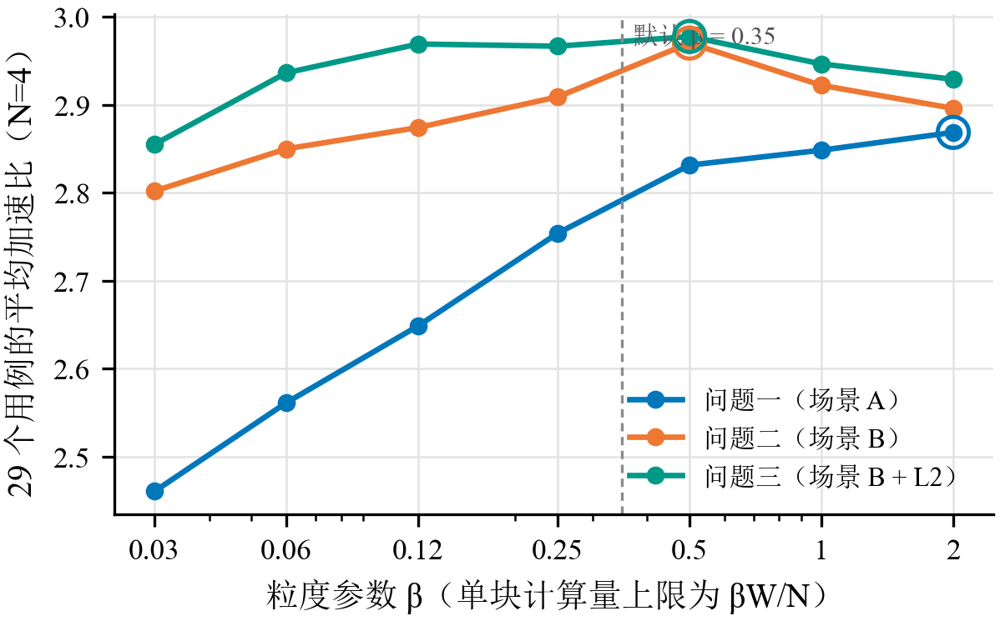 29 个用例的平均加速比（N=4）
3.0
2.9
2.8
2.7
2.6
2.5
默认 = 0.35
问题一（场景 A）
问题二（场景 B）
问题三（场景 B + L2）
0.03 0.06 0.12 0.25 0.5 1 2
粒度参数 β（单块计算量上限为 βW/N）